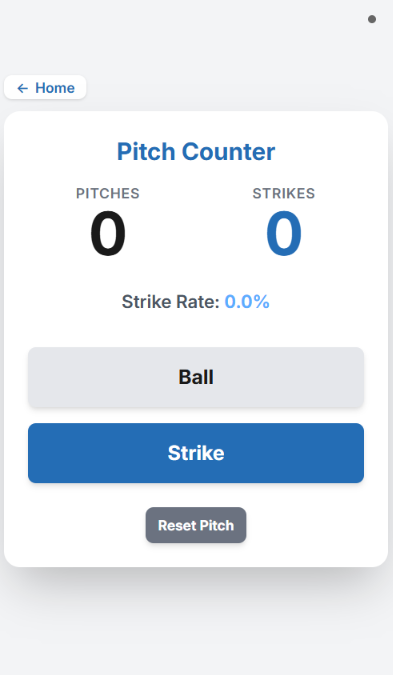 ← Home
Pitch Counter
PITCHES STRIKES
0 0
Strike Rate: 0.0%
Ball
Strike
Reset Pitch